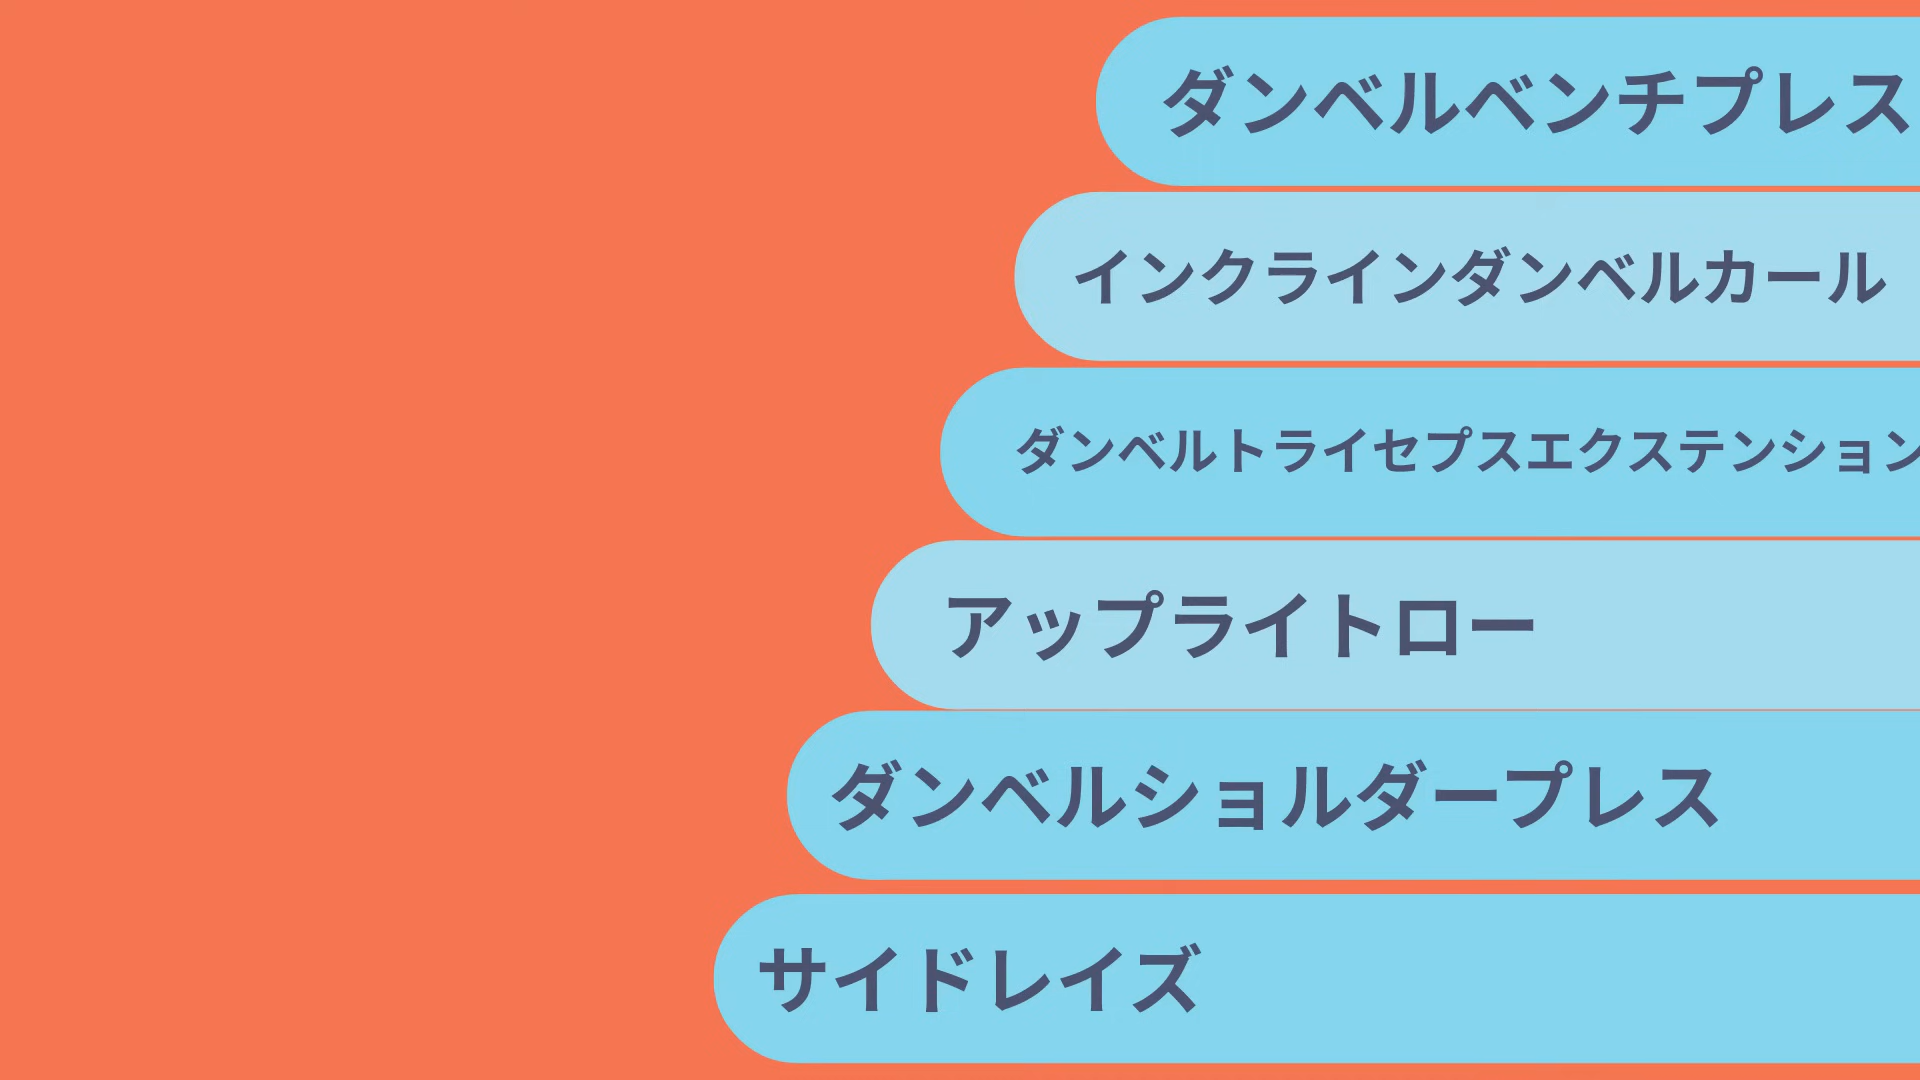 ダンベルベンチプレス
インクラインダンベルカール
ダンベルトライセプスエクステンション
アップライトロー
ダンベルショルダープレス
サイドレイズ